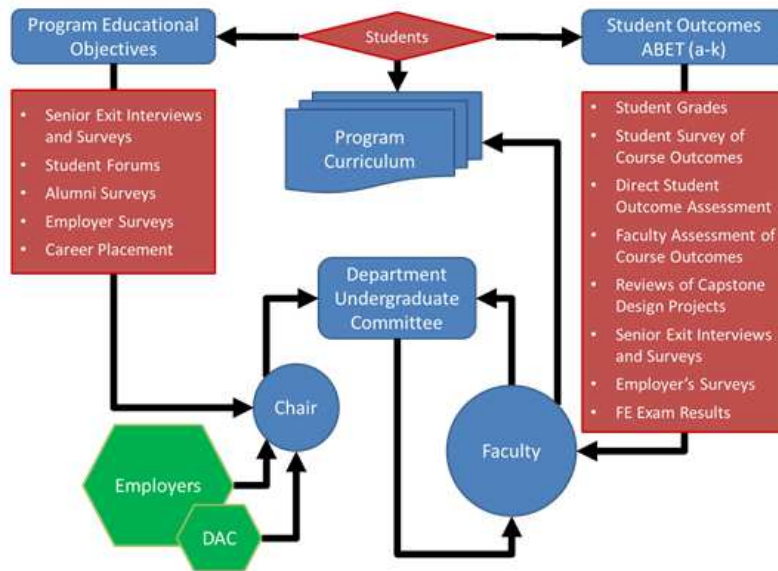 Program Educational
Objectives
Students
Student Outcomes
ABET (a-k)
• Senior Exit Interviews
and Surveys
• Student Forums
• Alumni Surveys
• Employer Surveys
• Career Placement
Program
Curriculum
• Student Grades
• Student Survey of
Course Outcomes
• Direct Student
Outcome Assessment
• Faculty Assessment of
Course Outcomes
• Reviews of Capstone
Design Projects
• Senior Exit Interviews
and Surveys
• Employer's Surveys
• FE Exam Results
Department
Undergraduate
Committee
Chair
Faculty
Employers
DAC